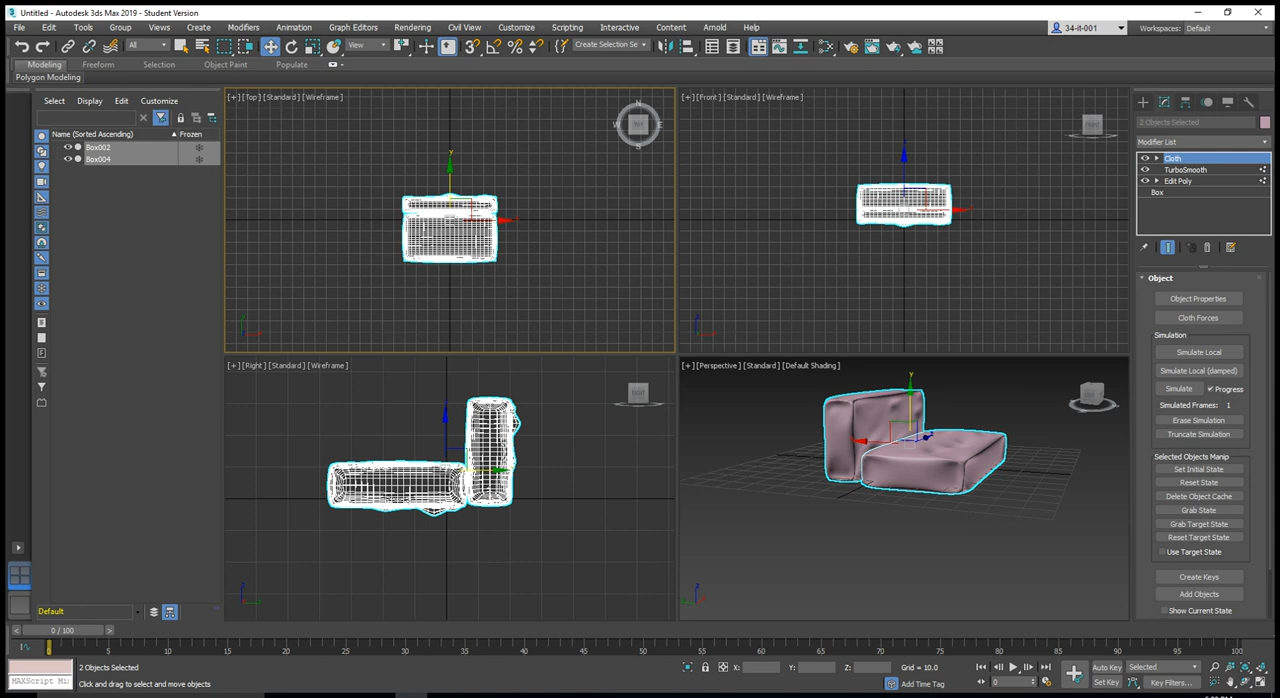 Untitled - Autodesk 3ds Max 2019 - Student Version
File Edit Tools Group Views Create Modifiers Animation Graph Editors Rendering Civil View Customize Scripting Interactive Content Arnold Help 34-it-001 Workspaces: Default
All View Create Selection Se
Modeling Freeform Selection Object Paint Populate
Polygon Modeling
Select Display Edit Customize
Name (Sorted Ascending) Frozen
Box002
Box004
[+] [Top] [Standard] [Wireframe]
[+] [Front] [Standard] [Wireframe]
[+] [Right] [Standard] [Wireframe]
[+] [Perspective] [Standard] [Default Shading]
2 Objects Selected
Modifier List
Cloth
TurboSmooth
Edit Poly
Box
Object
Object Properties
Cloth Forces
Simulation
Simulate Local
Simulate Local (damped)
Simulate Progress
Simulated Frames: 1
Erase Simulation
Truncate Simulation
Selected Objects Manip
Set Initial State
Reset State
Delete Object Cache
Grab State
Grab Target State
Reset Target State
Use Target State
Create Keys
Add Objects
Show Current State
Default
0 / 100
0 5 10 15 20 25 30 35 40 45 50 55 60 65 70 75 80 85 90 95 100
2 Objects Selected X: Y: Z: Grid = 10.0 Auto Key Selected
MAXScript Mi: Click and drag to select and move objects Add Time Tag 0 Set Key Key Filters...